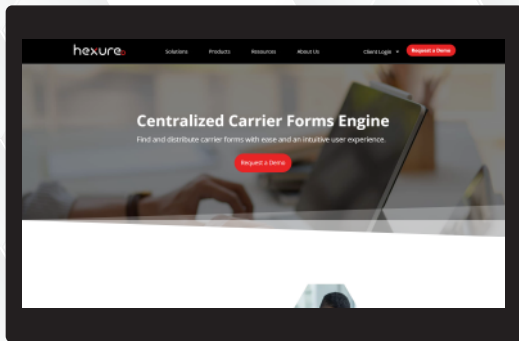 hexure
Solutions Products Resources About Us Client Login Request a Demo
Centralized Carrier Forms Engine
Find and distribute carrier forms with ease and an intuitive user experience.
Request a Demo